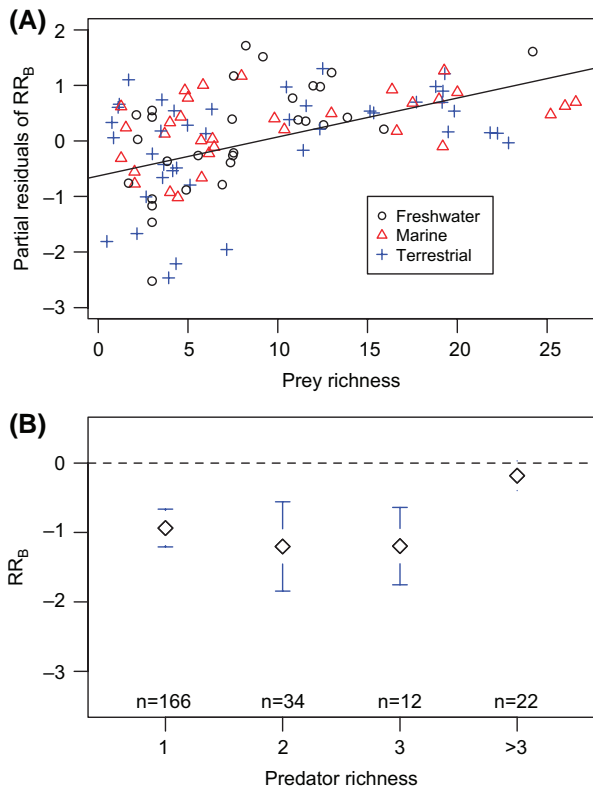 (A)
Partial residuals of RR_B
2
1
0
−1
−2
−3
Freshwater
Marine
Terrestrial
0 5 10 15 20 25
Prey richness
(B)
RR_B
0
−1
−2
−3
n=166 n=34 n=12 n=22
1 2 3 >3
Predator richness